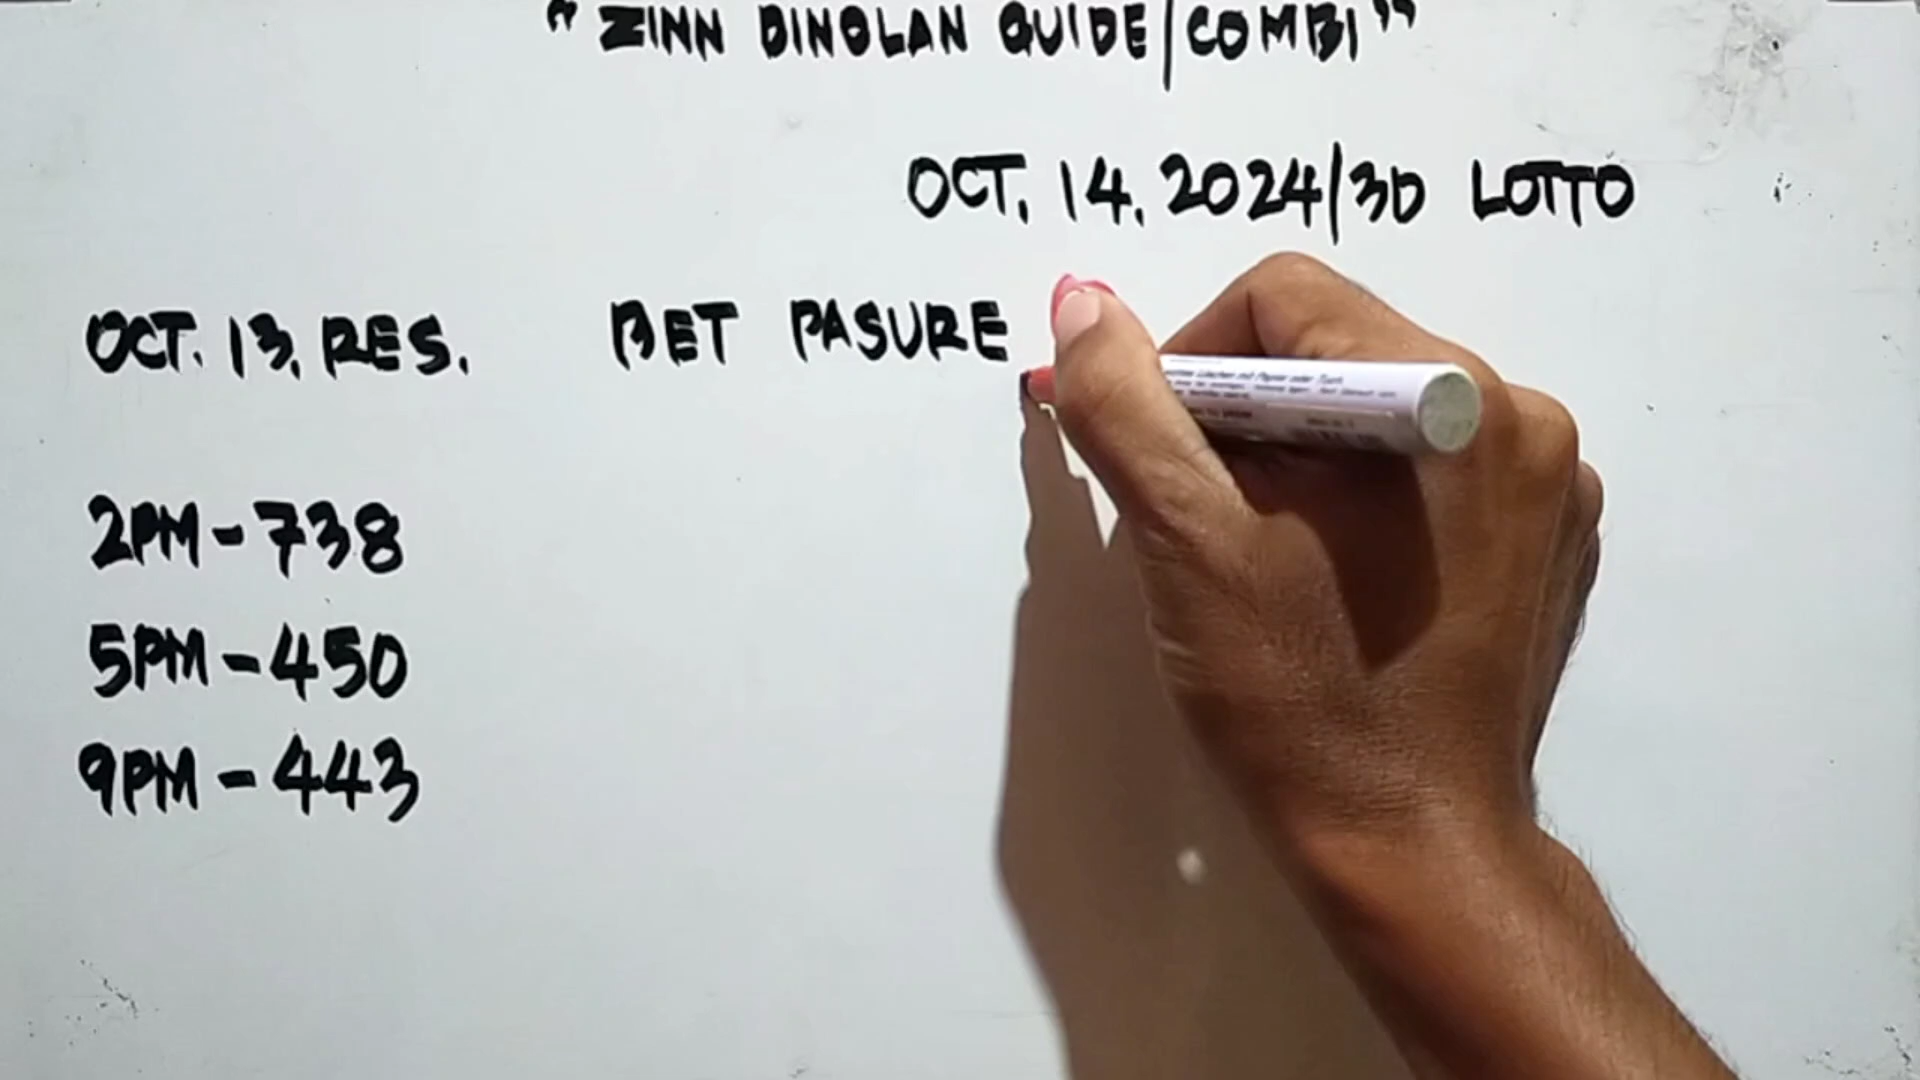 "ZINN DINGLAN GUIDE/COMBI"
OCT. 14. 2024/3D LOTTO
OCT. 13. RES.
BET PASURE
2PM-738
5PM-450
9PM-443